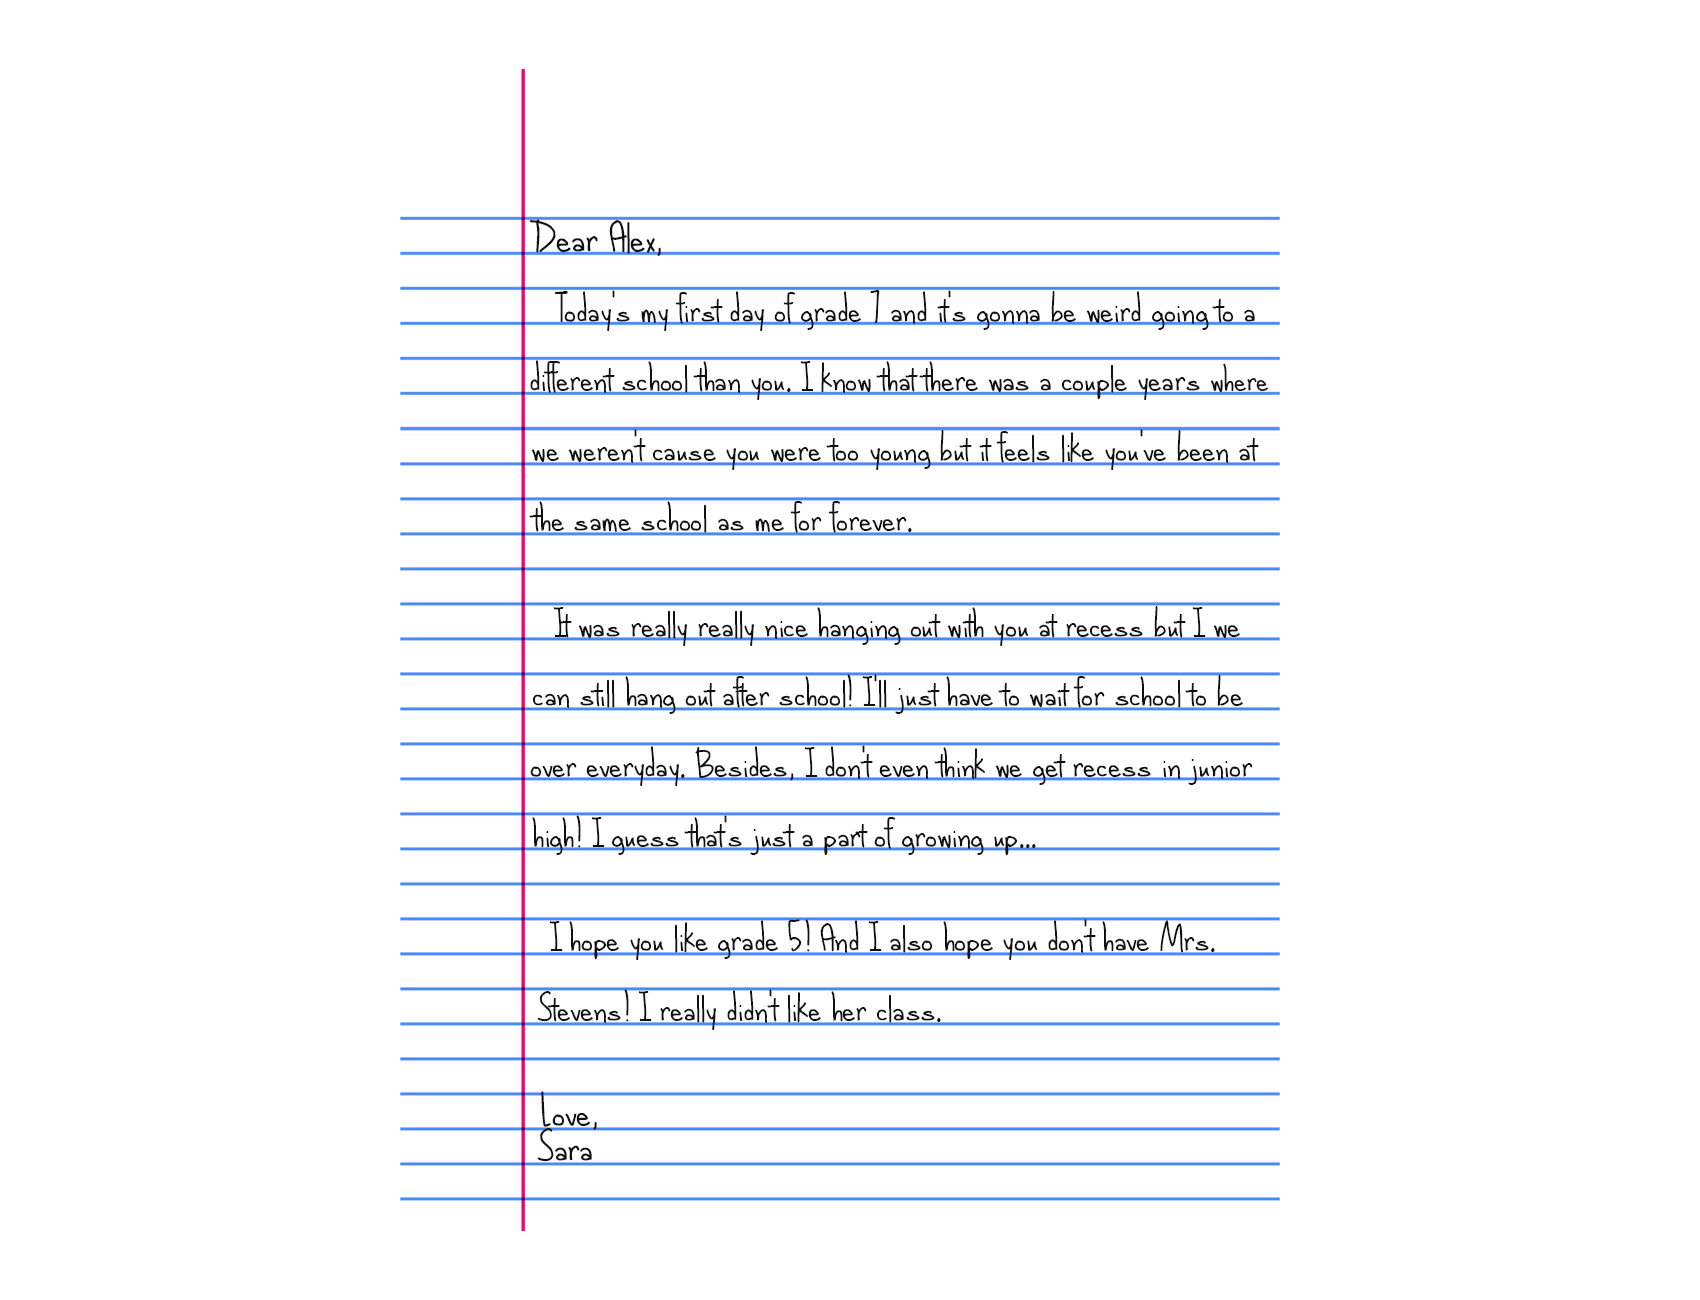 Dear Alex,
Today's my first day of grade 7 and it's gonna be weird going to a
different school than you. I know that there was a couple years where
we weren't cause you were too young but it feels like you've been at
the same school as me for forever.
It was really really nice hanging out with you at recess but I we
can still hang out after school! I'll just have to wait for school to be
over everyday. Besides, I don't even think we get recess in junior
high! I guess that's just a part of growing up...
I hope you like grade 5! And I also hope you don't have Mrs.
Stevens! I really didn't like her class.
Love,
Sara